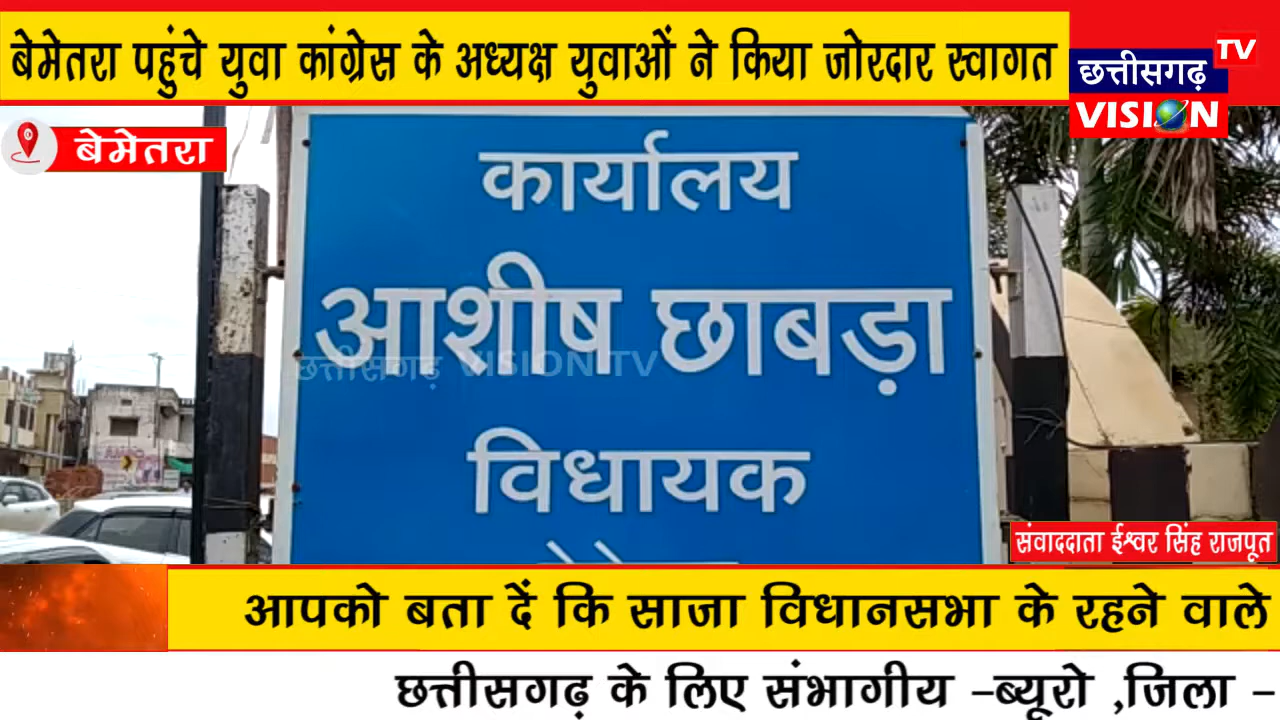 बेमेतरा पहुंचे युवा कांग्रेस के अध्यक्ष युवाओं ने किया जोरदार स्वागत
TV
छत्तीसगढ़
VISION
बेमेतरा
कार्यालय
आशीष छाबड़ा
छत्तीसगढ़ VISION TV
विधायक
संवाददाता ईश्वर सिंह राजपूत
आपको बता दें कि साजा विधानसभा के रहने वाले
छत्तीसगढ़ के लिए संभागीय -ब्यूरो ,जिला -